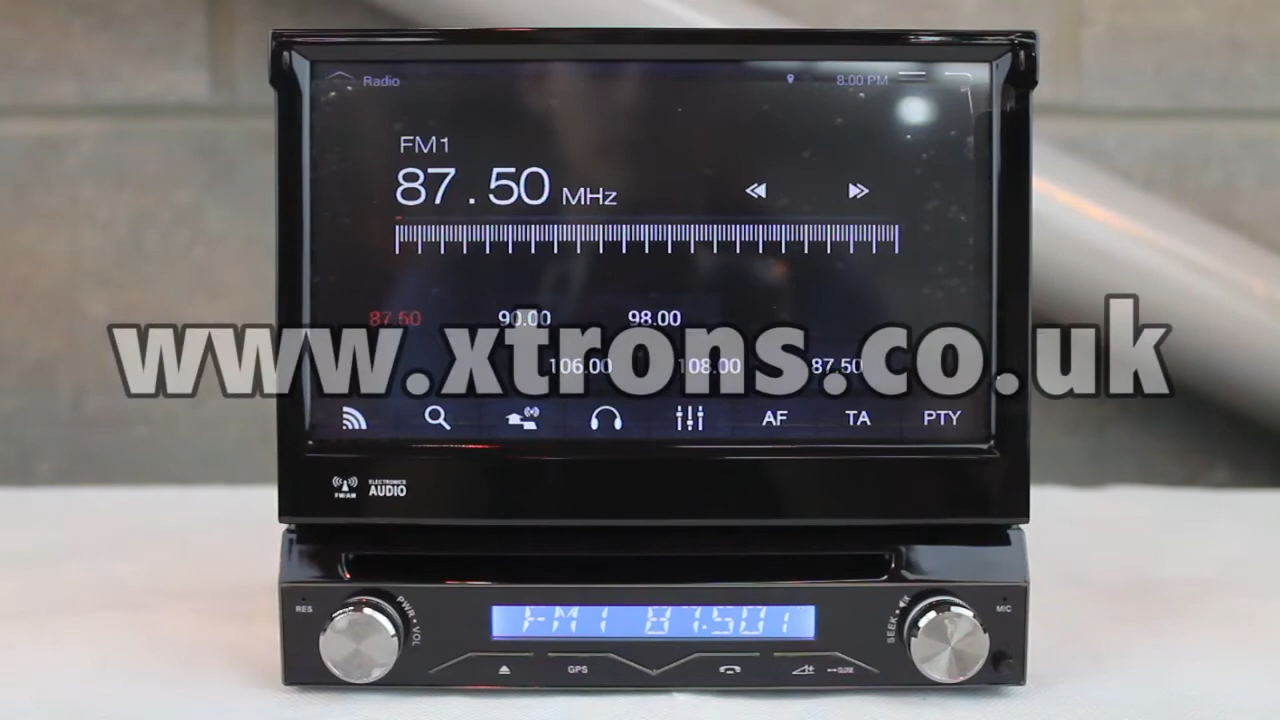 Radio
8:00 PM
FM1
87.50 MHz
87.50 90.00 98.00
www.xtrons.co.uk
106.00 108.00 87.50
AF TA PTY
FM/AM
ELECTRONICS
AUDIO
RES
PWR • VOL
FM1 87.501
SEEK •
MIC
GPS
CLOSE